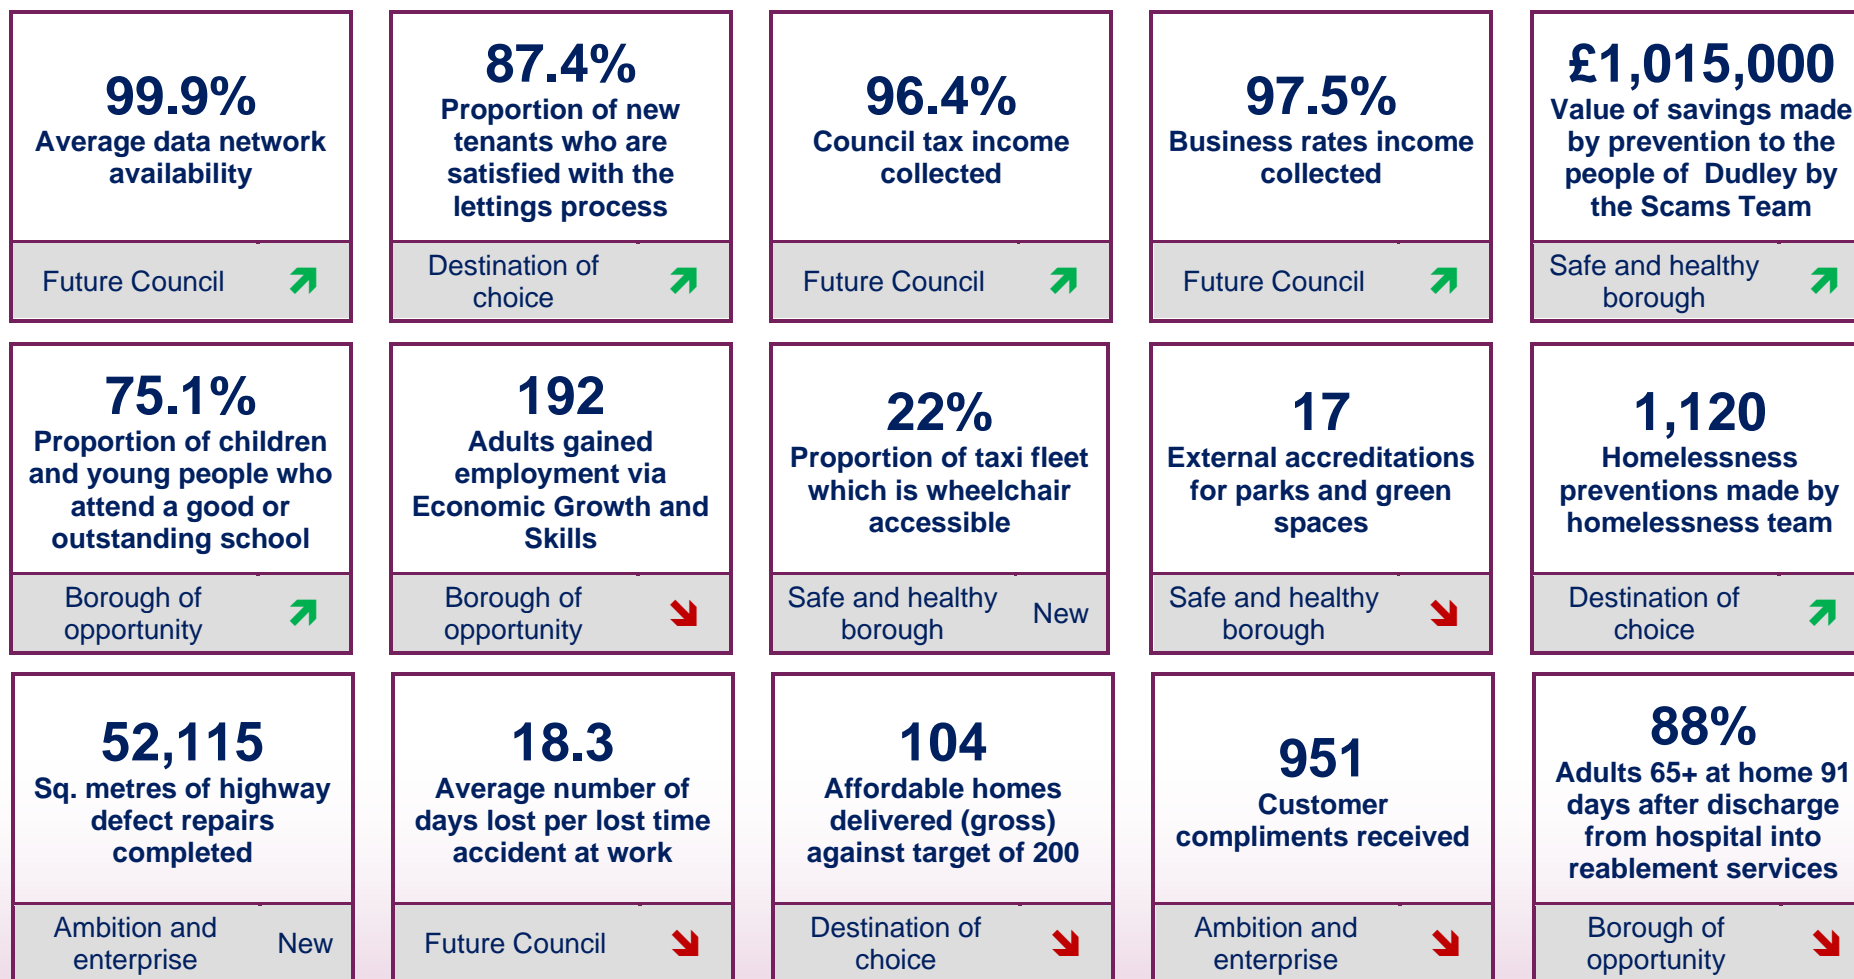 99.9%
Average data network
availability
Future Council
87.4%
Proportion of new
tenants who are
satisfied with the
lettings process
Destination of
choice
96.4%
Council tax income
collected
Future Council
97.5%
Business rates income
collected
Future Council
£1,015,000
Value of savings made
by prevention to the
people of Dudley by
the Scams Team
Safe and healthy
borough
75.1%
Proportion of children
and young people who
attend a good or
outstanding school
Borough of
opportunity
192
Adults gained
employment via
Economic Growth and
Skills
Borough of
opportunity
22%
Proportion of taxi fleet
which is wheelchair
accessible
Safe and healthy
borough
New
17
External accreditations
for parks and green
spaces
Safe and healthy
borough
1,120
Homelessness
preventions made by
homelessness team
Destination of
choice
52,115
Sq. metres of highway
defect repairs
completed
Ambition and
enterprise
New
18.3
Average number of
days lost per lost time
accident at work
Future Council
104
Affordable homes
delivered (gross)
against target of 200
Destination of
choice
951
Customer
compliments received
Ambition and
enterprise
88%
Adults 65+ at home 91
days after discharge
from hospital into
reablement services
Borough of
opportunity